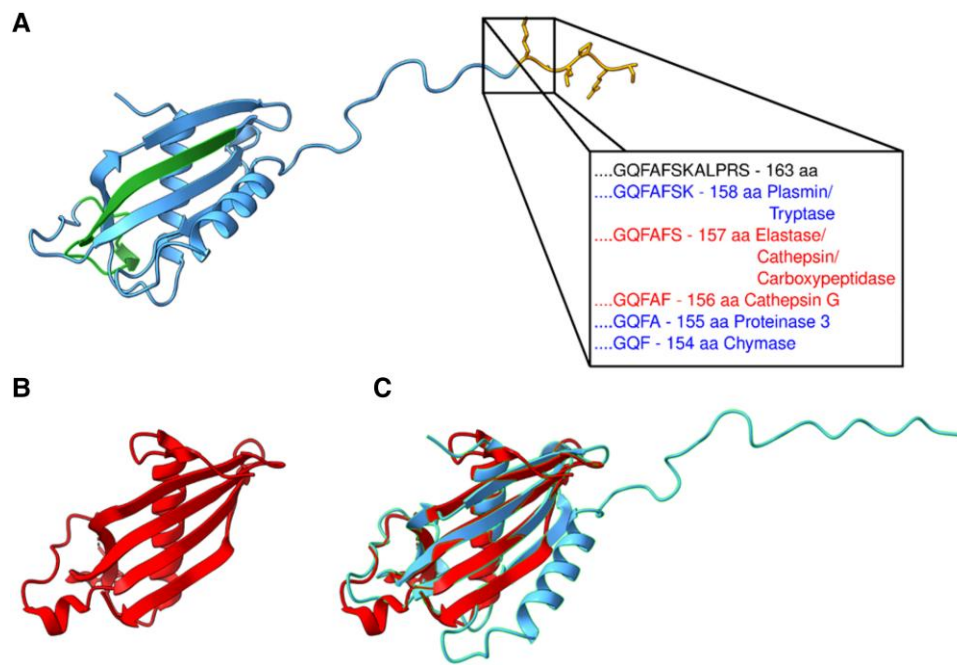 A
....GQFAFSKALPRS - 163 aa
....GQFAFSK - 158 aa Plasmin/
Tryptase
....GQFAFS - 157 aa Elastase/
Cathepsin/
Carboxypeptidase
....GQFAF - 156 aa Cathepsin G
....GQFA - 155 aa Proteinase 3
....GQF - 154 aa Chymase
B
C